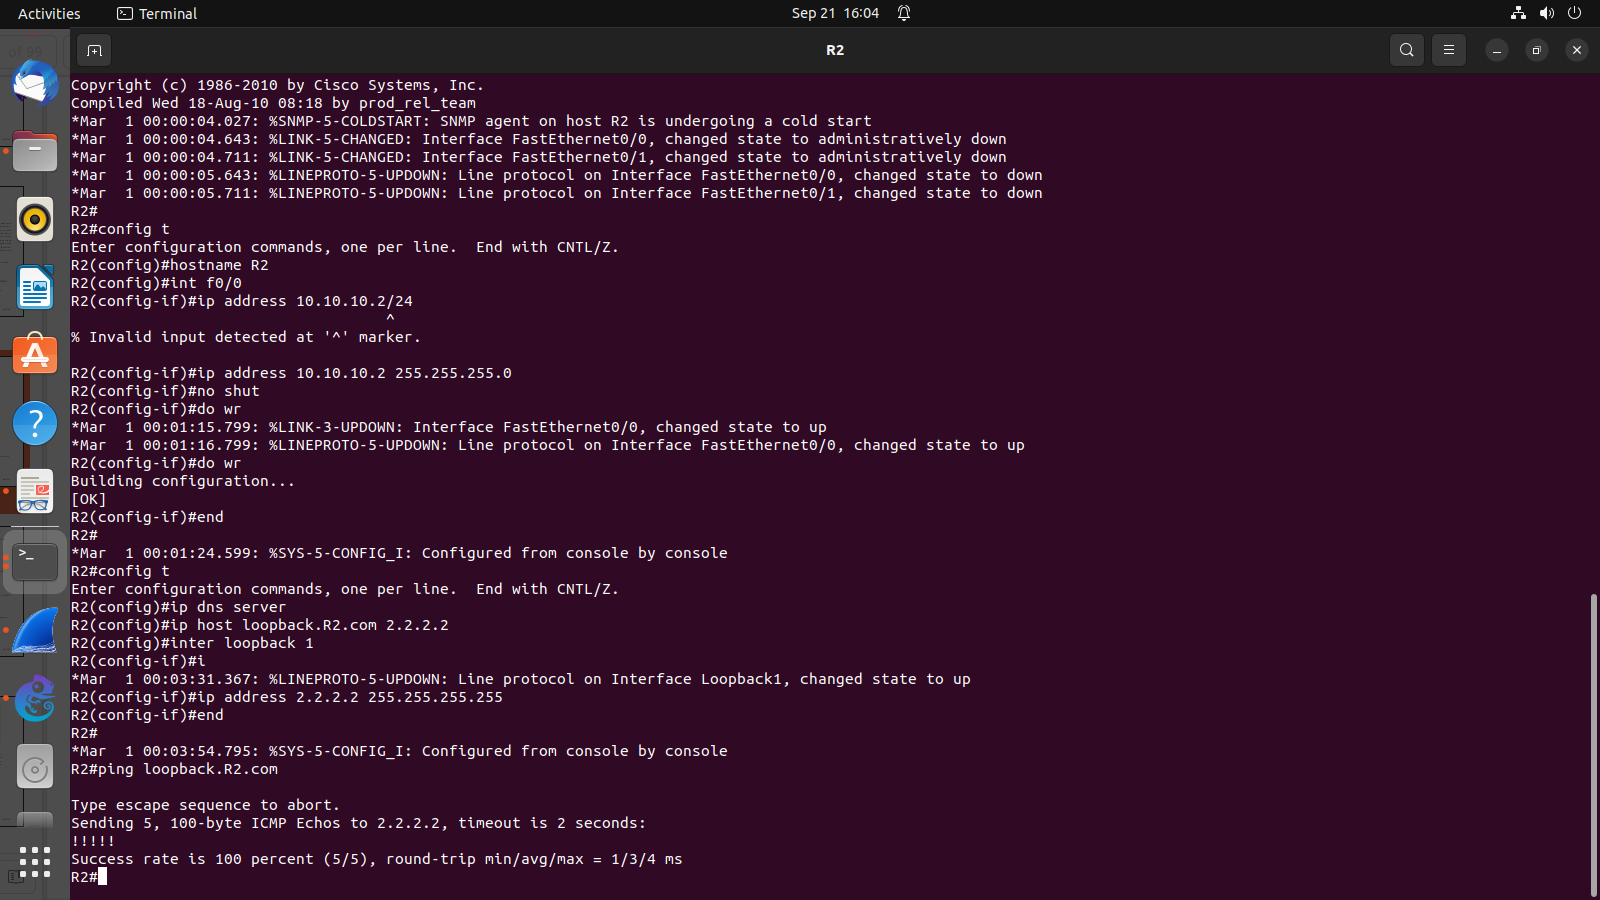 Activities
Terminal
Sep 21 16:04
of 99
R2
Copyright (c) 1986-2010 by Cisco Systems, Inc.
Compiled Wed 18-Aug-10 08:18 by prod_rel_team
*Mar  1 00:00:04.027: %SNMP-5-COLDSTART: SNMP agent on host R2 is undergoing a cold start
*Mar  1 00:00:04.643: %LINK-5-CHANGED: Interface FastEthernet0/0, changed state to administratively down
*Mar  1 00:00:04.711: %LINK-5-CHANGED: Interface FastEthernet0/1, changed state to administratively down
*Mar  1 00:00:05.643: %LINEPROTO-5-UPDOWN: Line protocol on Interface FastEthernet0/0, changed state to down
*Mar  1 00:00:05.711: %LINEPROTO-5-UPDOWN: Line protocol on Interface FastEthernet0/1, changed state to down
R2#
R2#config t
Enter configuration commands, one per line.  End with CNTL/Z.
R2(config)#hostname R2
R2(config)#int f0/0
R2(config-if)#ip address 10.10.10.2/24
                                   ^
% Invalid input detected at '^' marker.

R2(config-if)#ip address 10.10.10.2 255.255.255.0
R2(config-if)#no shut
R2(config-if)#do wr
*Mar  1 00:01:15.799: %LINK-3-UPDOWN: Interface FastEthernet0/0, changed state to up
*Mar  1 00:01:16.799: %LINEPROTO-5-UPDOWN: Line protocol on Interface FastEthernet0/0, changed state to up
R2(config-if)#do wr
Building configuration...
[OK]
R2(config-if)#end
R2#
*Mar  1 00:01:24.599: %SYS-5-CONFIG_I: Configured from console by console
R2#config t
Enter configuration commands, one per line.  End with CNTL/Z.
R2(config)#ip dns server
R2(config)#ip host loopback.R2.com 2.2.2.2
R2(config)#inter loopback 1
R2(config-if)#i
*Mar  1 00:03:31.367: %LINEPROTO-5-UPDOWN: Line protocol on Interface Loopback1, changed state to up
R2(config-if)#ip address 2.2.2.2 255.255.255.255
R2(config-if)#end
R2#
*Mar  1 00:03:54.795: %SYS-5-CONFIG_I: Configured from console by console
R2#ping loopback.R2.com

Type escape sequence to abort.
Sending 5, 100-byte ICMP Echos to 2.2.2.2, timeout is 2 seconds:
!!!!!
Success rate is 100 percent (5/5), round-trip min/avg/max = 1/3/4 ms
R2#